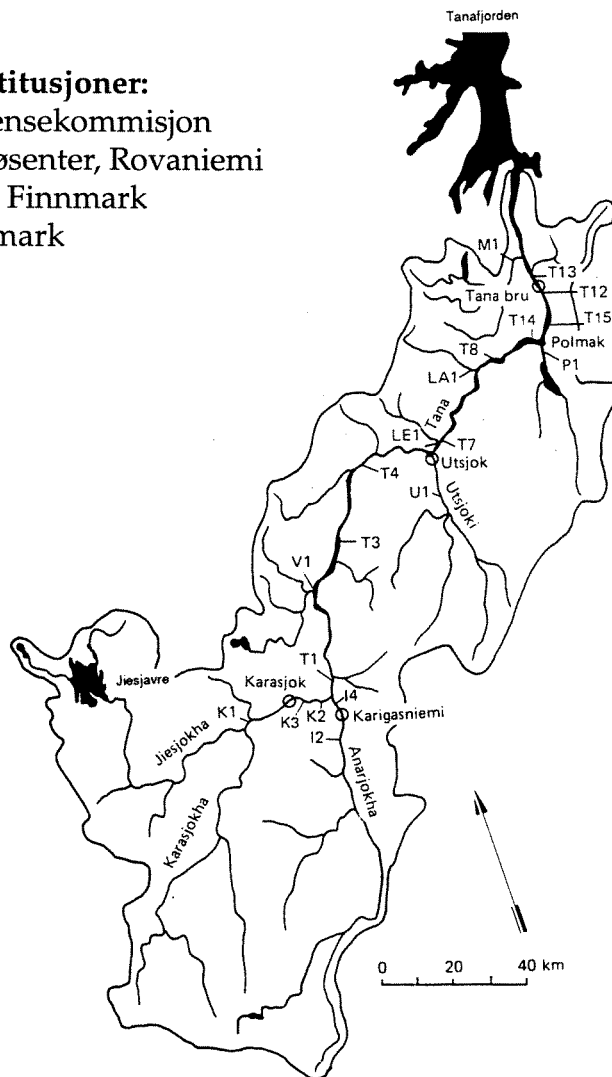 Tanafjorden
titusjoner:
ensekommisjon
øsenter, Rovaniemi
Finnmark
mark
M1
T13
Tana bru
T12
T14
T15
Polmak
T8
P1
LA1
Tana
LE1
T7
Utsjok
T4
U1
Utsjoki
T3
V1
T1
Jiesjavre
Karasjok
I4
K1
K3
K2
Karigasniemi
Jiesjokha
I2
Anarjokha
Karasjokha
0 20 40 km